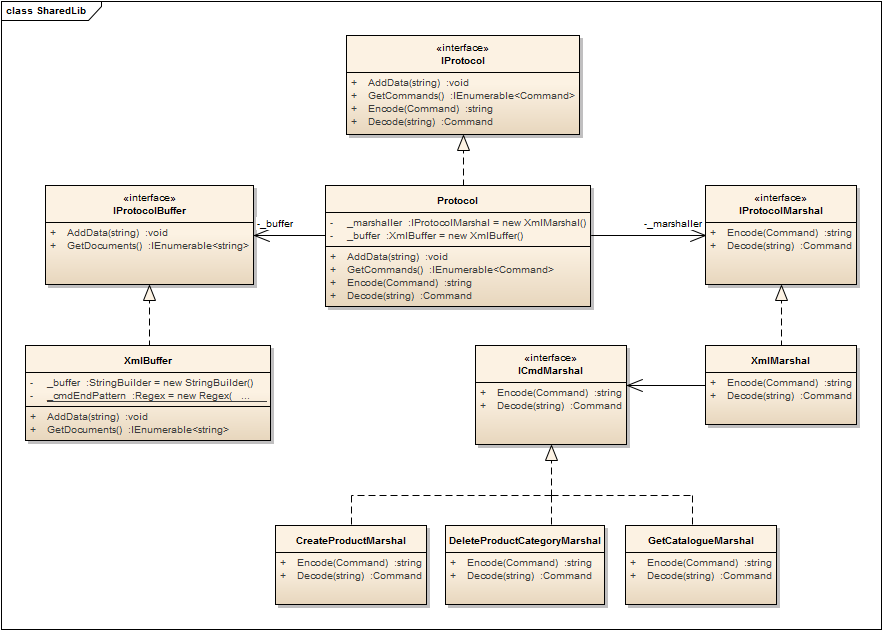 class SharedLib
«interface»
IProtocol
+ AddData(string) :void
+ GetCommands() :IEnumerable<Command>
+ Encode(Command) :string
+ Decode(string) :Command
«interface»
IProtocolBuffer
+ AddData(string) :void
+ GetDocuments() :IEnumerable<string>
-_buffer
Protocol
- _marshaller :IProtocolMarshal = new XmlMarshal()
- _buffer :XmlBuffer = new XmlBuffer()
+ AddData(string) :void
+ GetCommands() :IEnumerable<Command>
+ Encode(Command) :string
+ Decode(string) :Command
-_marshaller
«interface»
IProtocolMarshal
+ Encode(Command) :string
+ Decode(string) :Command
XmlBuffer
- _buffer :StringBuilder = new StringBuilder()
- _cmdEndPattern :Regex = new Regex( ...
+ AddData(string) :void
+ GetDocuments() :IEnumerable<string>
«interface»
ICmdMarshal
+ Encode(Command) :string
+ Decode(string) :Command
XmlMarshal
+ Encode(Command) :string
+ Decode(string) :Command
CreateProductMarshal
+ Encode(Command) :string
+ Decode(string) :Command
DeleteProductCategoryMarshal
+ Encode(Command) :string
+ Decode(string) :Command
GetCatalogueMarshal
+ Encode(Command) :string
+ Decode(string) :Command